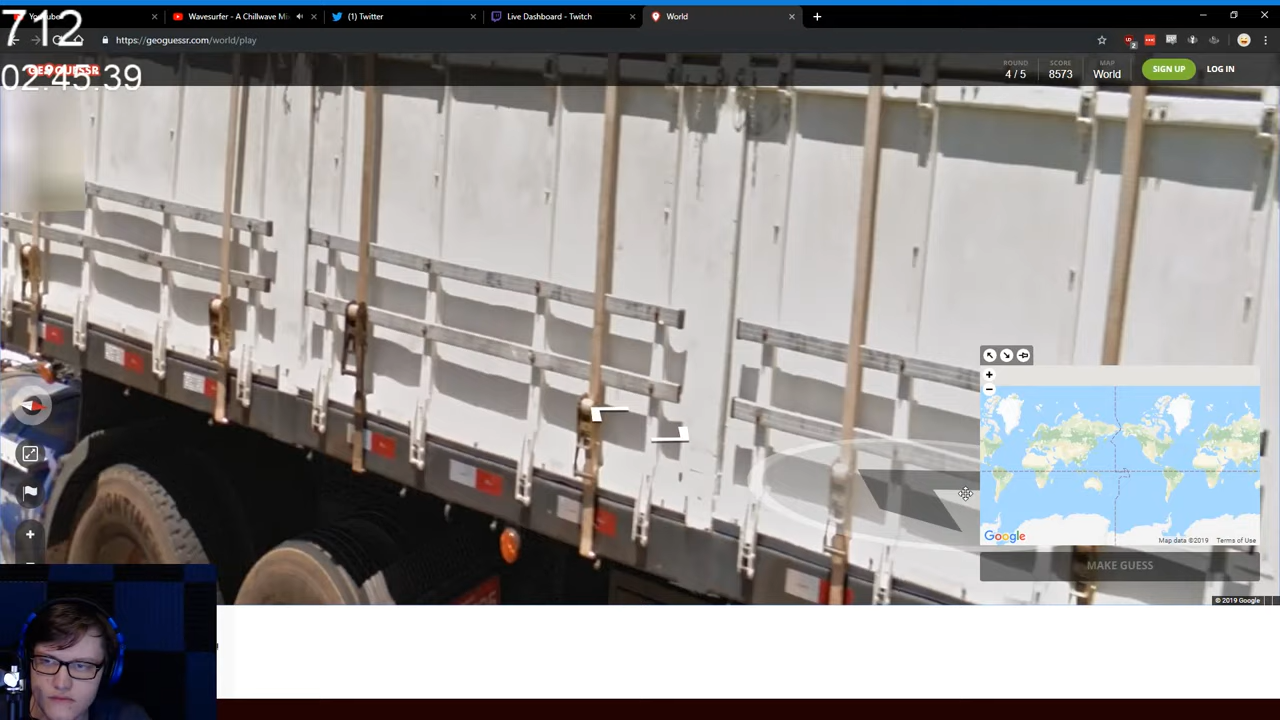 712
02:45:39
Wavesurfer - A Chillwave Mi
(1) Twitter
Live Dashboard - Twitch
World
https://geoguessr.com/world/play
ROUND
4 / 5
SCORE
8573
MAP
World
SIGN UP
LOG IN
Google
Map data ©2019
Terms of Use
MAKE GUESS
© 2019 Google